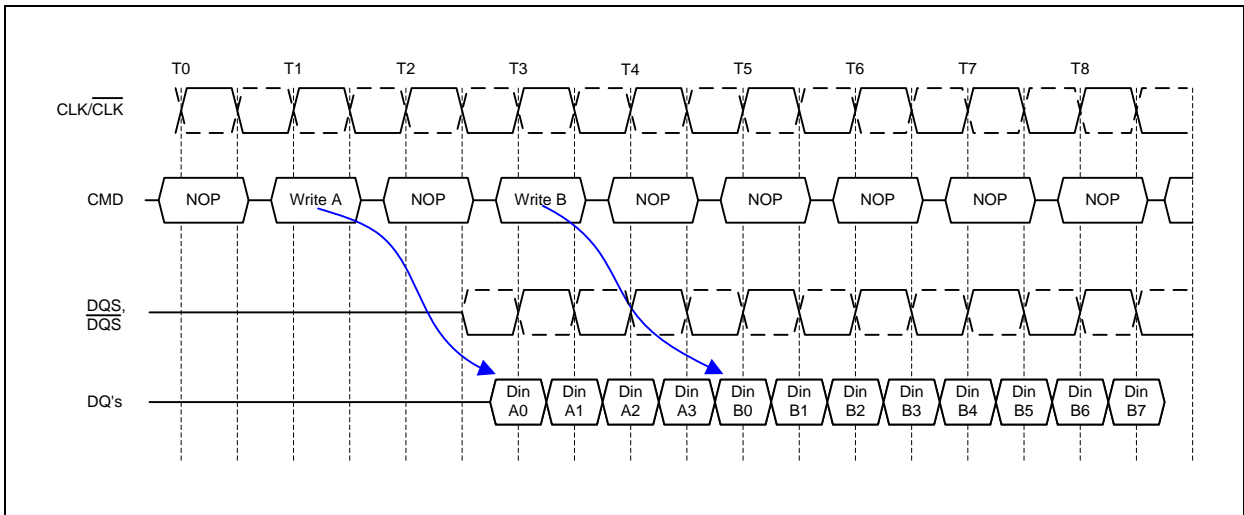 T0 T1 T2 T3 T4 T5 T6 T7 T8
CLK/CLK
CMD NOP Write A NOP Write B NOP NOP NOP NOP NOP
DQS,
DQS
DQ's Din Din Din Din Din Din Din Din Din Din Din Din
A0 A1 A2 A3 B0 B1 B2 B3 B4 B5 B6 B7